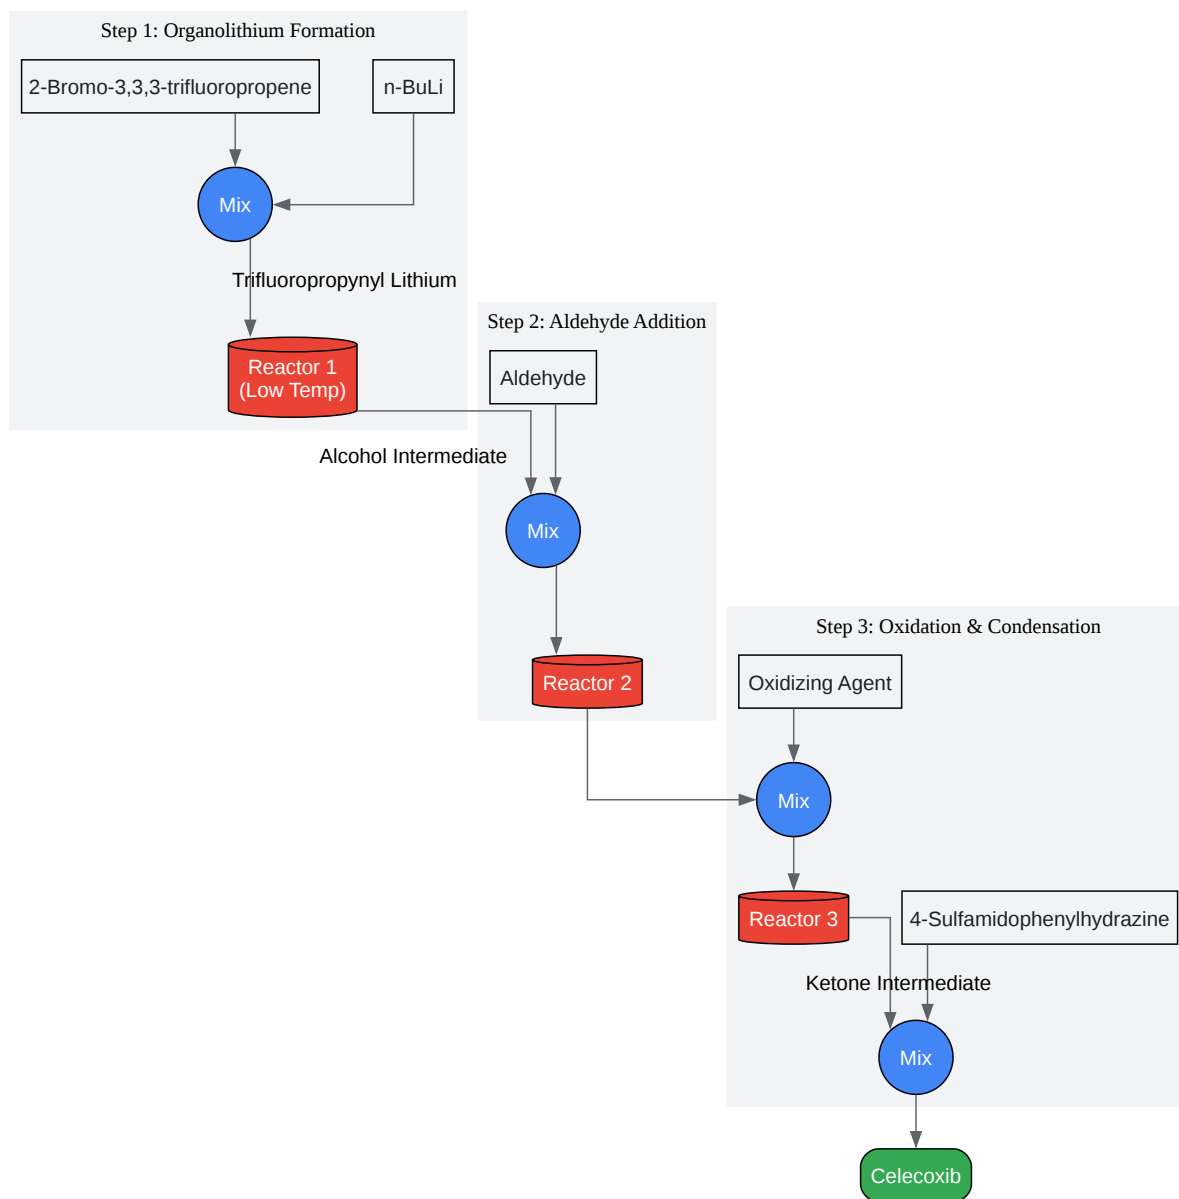 Step 1: Organolithium Formation
2-Bromo-3,3,3-trifluoropropene
n-BuLi
Mix
Trifluoropropynyl Lithium
Reactor 1
(Low Temp)
Step 2: Aldehyde Addition
Aldehyde
Alcohol Intermediate
Mix
Reactor 2
Step 3: Oxidation & Condensation
Oxidizing Agent
Mix
Reactor 3
4-Sulfamidophenylhydrazine
Ketone Intermediate
Mix
Celecoxib